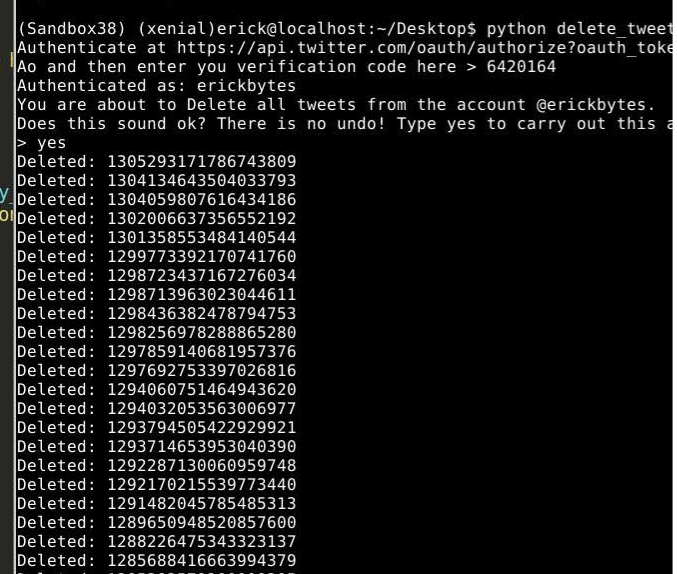 (Sandbox38) (xenial)erick@localhost:~/Desktop$ python delete_tweet
Authenticate at https://api.twitter.com/oauth/authorize?oauth_toke
Ao and then enter you verification code here > 6420164
Authenticated as: erickbytes
You are about to Delete all tweets from the account @erickbytes.
Does this sound ok? There is no undo! Type yes to carry out this a
> yes
Deleted: 1305293171786743809
Deleted: 1304134643504033793
Deleted: 1304059807616434186
Deleted: 1302006637356552192
Deleted: 1301358553484140544
Deleted: 1299773392170741760
Deleted: 1298723437167276034
Deleted: 1298713963023044611
Deleted: 1298436382478794753
Deleted: 1298256978288865280
Deleted: 1297859140681957376
Deleted: 1297692753397026816
Deleted: 1294060751464943620
Deleted: 1294032053563006977
Deleted: 1293794505422929921
Deleted: 1293714653953040390
Deleted: 1292287130060959748
Deleted: 1292170215539773440
Deleted: 1291482045785485313
Deleted: 1289650948520857600
Deleted: 1288226475343323137
Deleted: 1285688416663994379